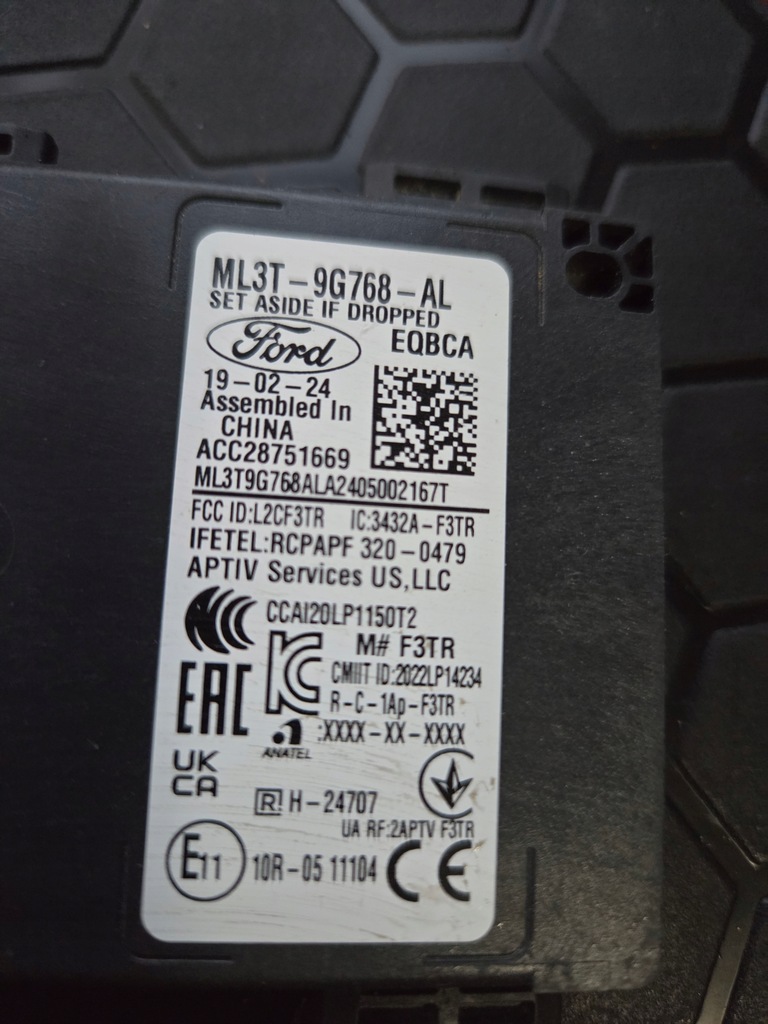 ML3T-9G768-AL
SET ASIDE IF DROPPED
Ford EQBCA
19-02-24
Assembled In
CHINA
ACC28751669
ML3T9G768ALA2405002167T
FCC ID:L2CF3TR IC:3432A-F3TR
IFETEL:RCPAPF 320-0479
APTIV Services US,LLC
CCAI20LP1150T2
M# F3TR
CMIIT ID:2022LP14234
R-C-1Ap-F3TR
EAC KC
:XXXX-XX-XXXX
ANATEL
UK
CA
R H-24707
UA RF:2APTV F3TR
E11 10R-05 11104 CE